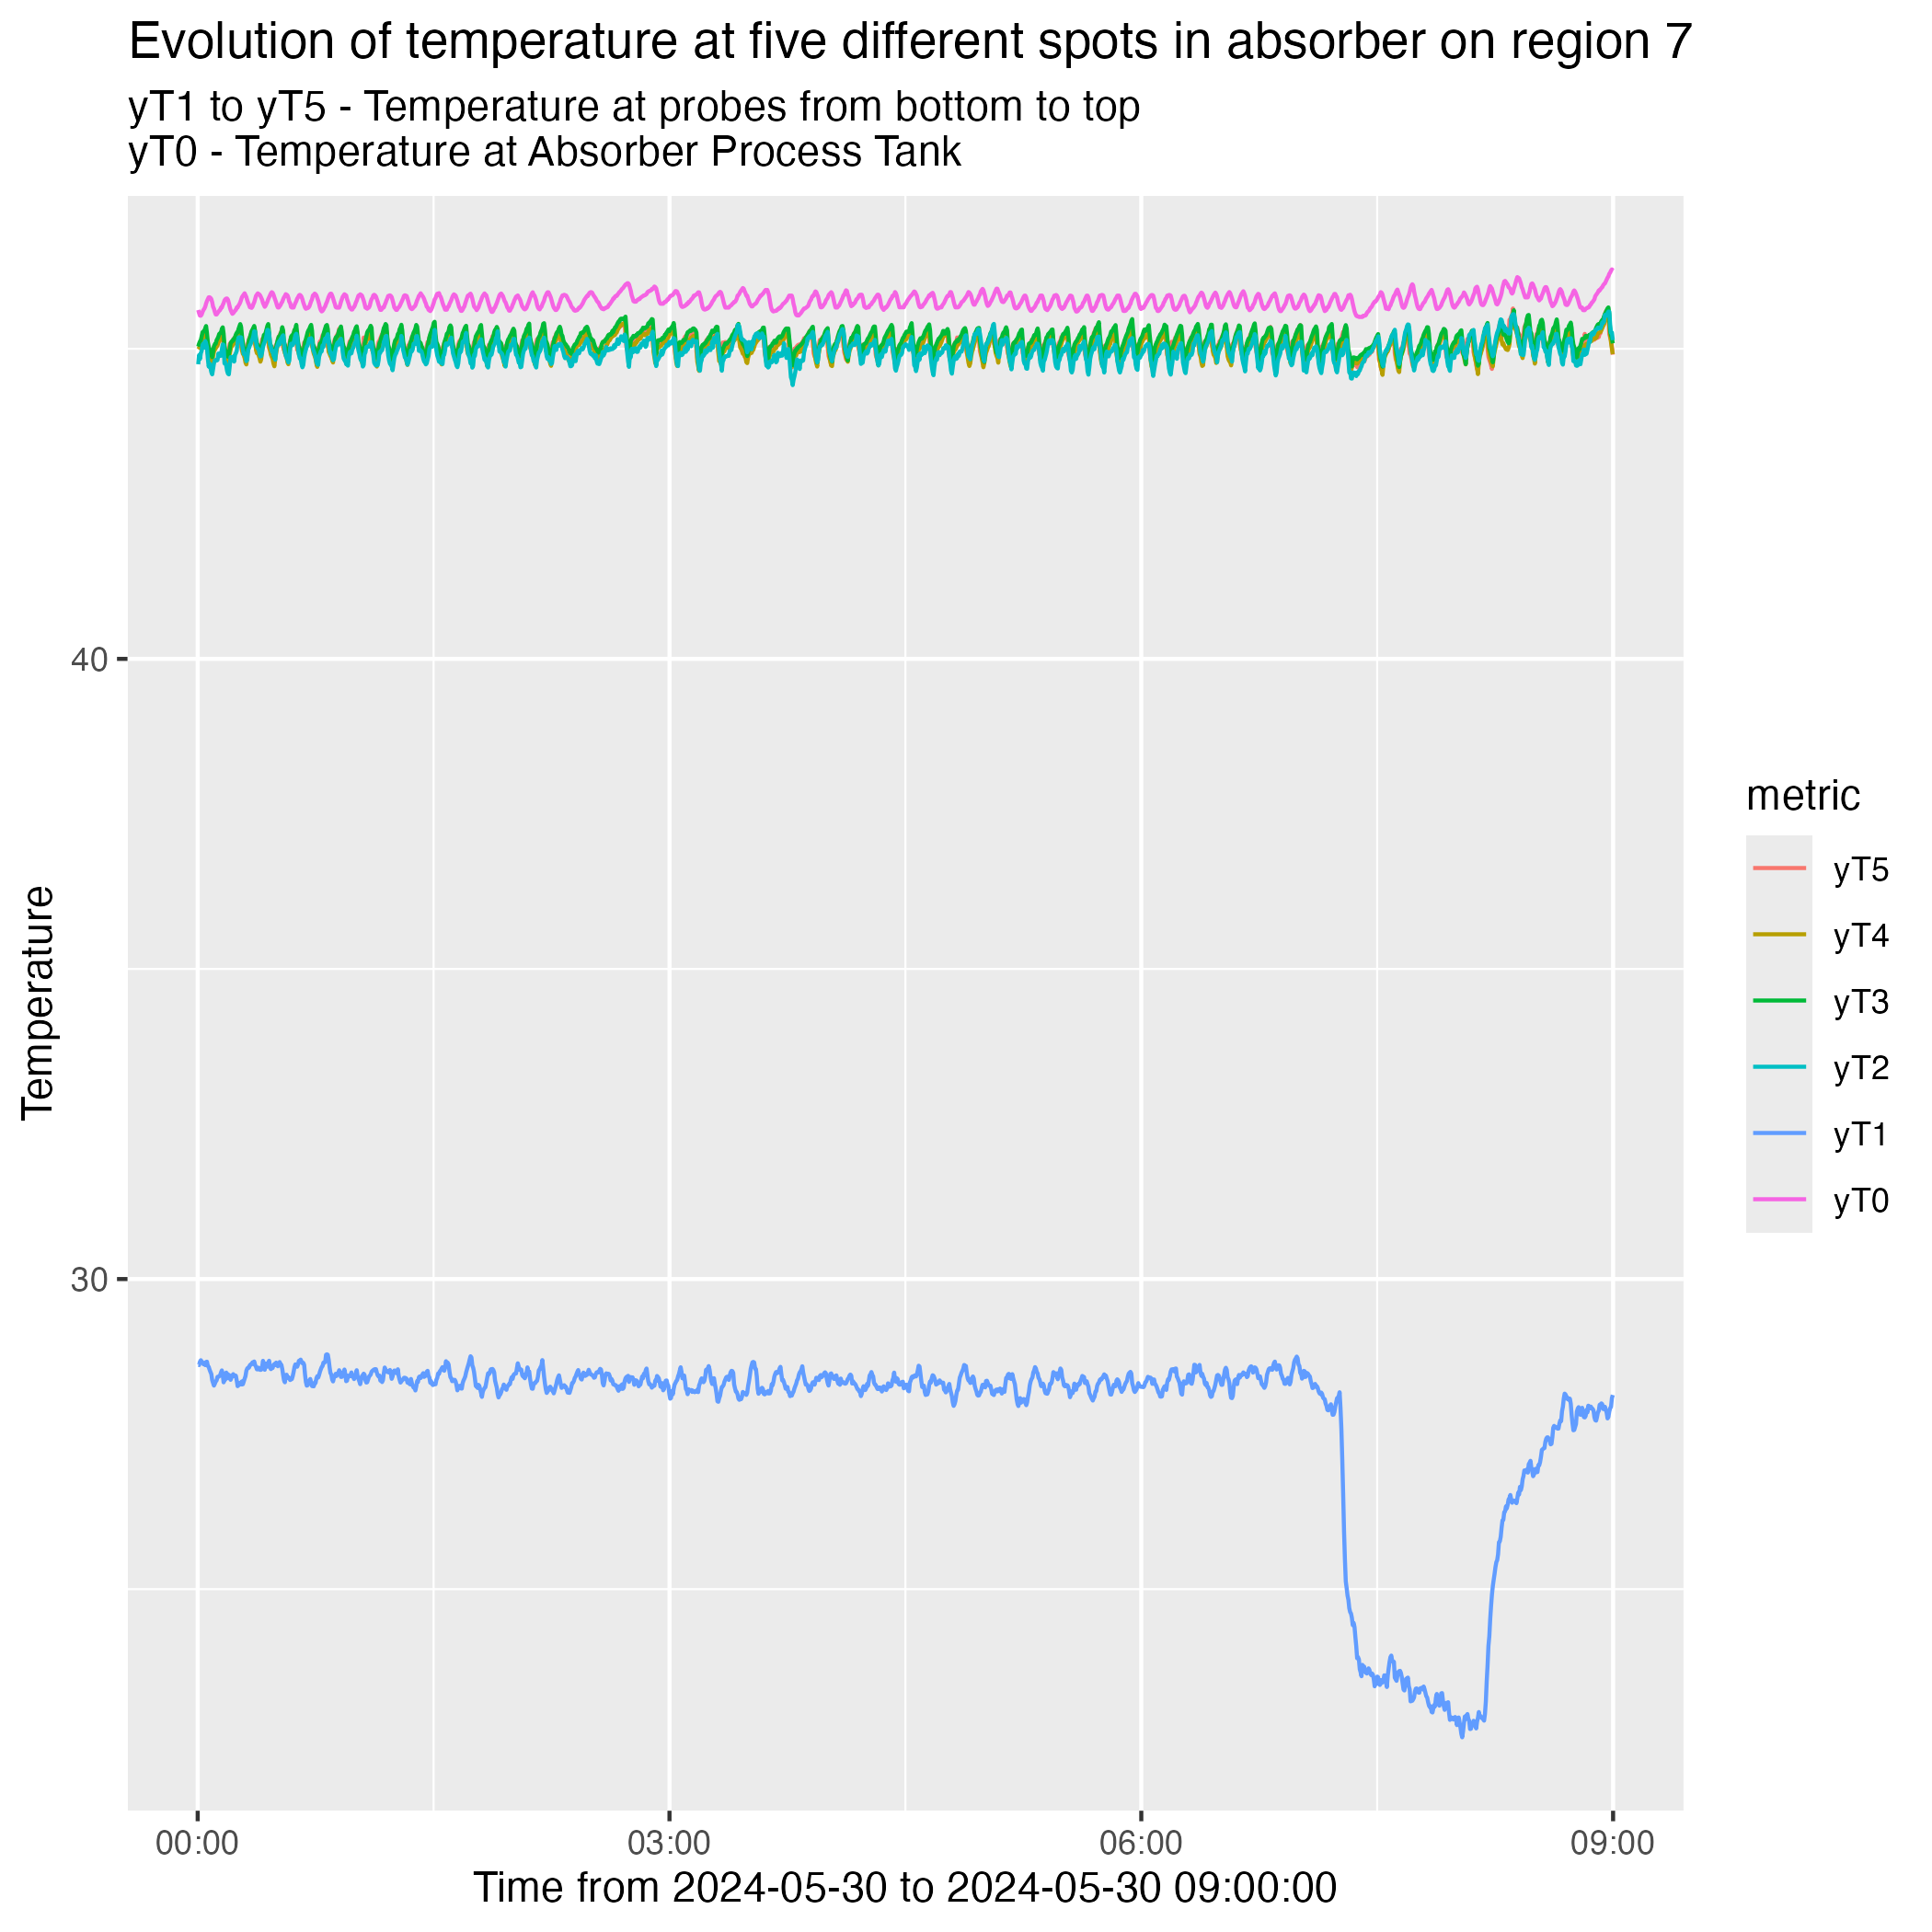 Evolution of temperature at five different spots in absorber on region 7
yT1 to yT5 - Temperature at probes from bottom to top
yT0 - Temperature at Absorber Process Tank
Temperature
40
30
00:00
03:00
06:00
09:00
Time from 2024-05-30 to 2024-05-30 09:00:00
metric
yT5
yT4
yT3
yT2
yT1
yT0